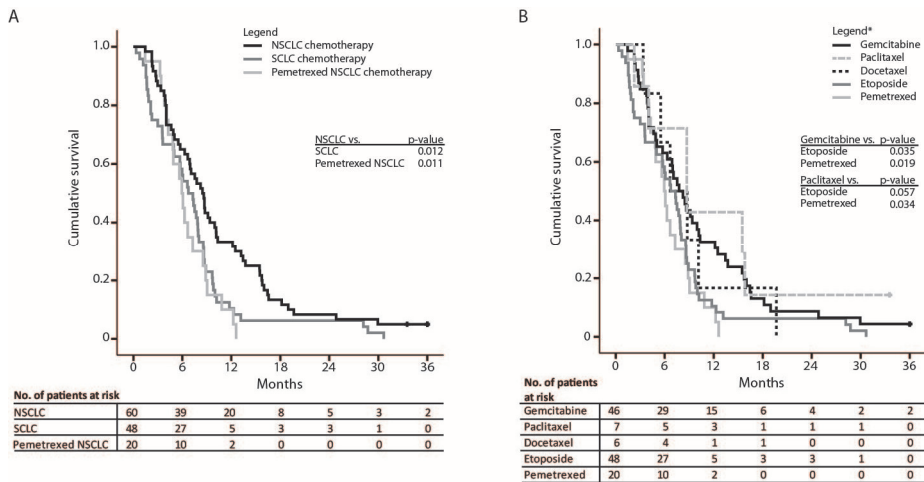 A
Legend
NSCLC chemotherapy
SCLC chemotherapy
Pemetrexed NSCLC chemotherapy
NSCLC vs. p-value
SCLC 0.012
Pemetrexed NSCLC 0.011
Cumulative survival
1.0
0.8
0.6
0.4
0.2
0
0 6 12 18 24 30 36
Months
No. of patients at risk
NSCLC 60 39 20 8 5 3 2
SCLC 48 27 5 3 3 1 0
Pemetrexed NSCLC 20 10 2 0 0 0 0
B
Legend*
Gemcitabine
Paclitaxel
Docetaxel
Etoposide
Pemetrexed
Gemcitabine vs. p-value
Etoposide 0.035
Pemetrexed 0.019
Paclitaxel vs. p-value
Etoposide 0.057
Pemetrexed 0.034
Cumulative survival
1.0
0.8
0.6
0.4
0.2
0
0 6 12 18 24 30 36
Months
No. of patients
at risk
Gemcitabine 46 29 15 6 4 2 2
Paclitaxel 7 5 3 1 1 1 0
Docetaxel 6 4 1 1 0 0 0
Etoposide 48 27 5 3 3 1 0
Pemetrexed 20 10 2 0 0 0 0